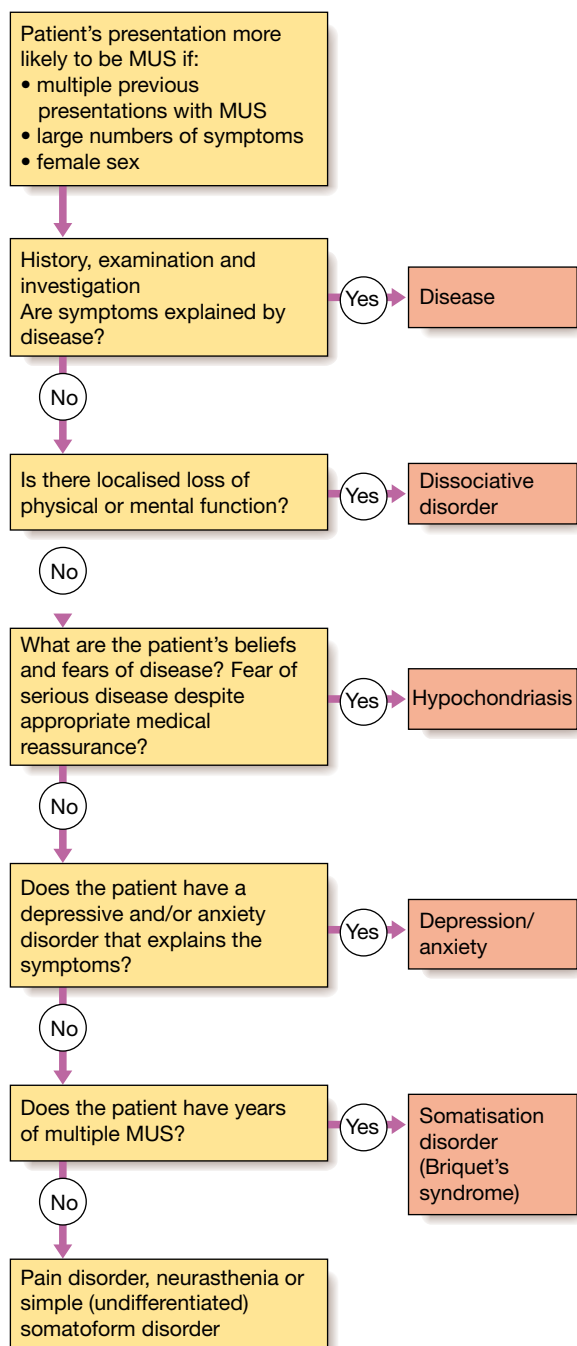 Patient's presentation more
likely to be MUS if:
• multiple previous
presentations with MUS
• large numbers of symptoms
• female sex
History, examination and
investigation
Are symptoms explained by
disease?
Yes
Disease
No
Is there localised loss of
physical or mental function?
Yes
Dissociative
disorder
No
What are the patient's beliefs
and fears of disease? Fear of
serious disease despite
appropriate medical
reassurance?
Yes
Hypochondriasis
No
Does the patient have a
depressive and/or anxiety
disorder that explains the
symptoms?
Yes
Depression/
anxiety
No
Does the patient have years
of multiple MUS?
Yes
Somatisation
disorder
(Briquet's
syndrome)
No
Pain disorder, neurasthenia or
simple (undifferentiated)
somatoform disorder